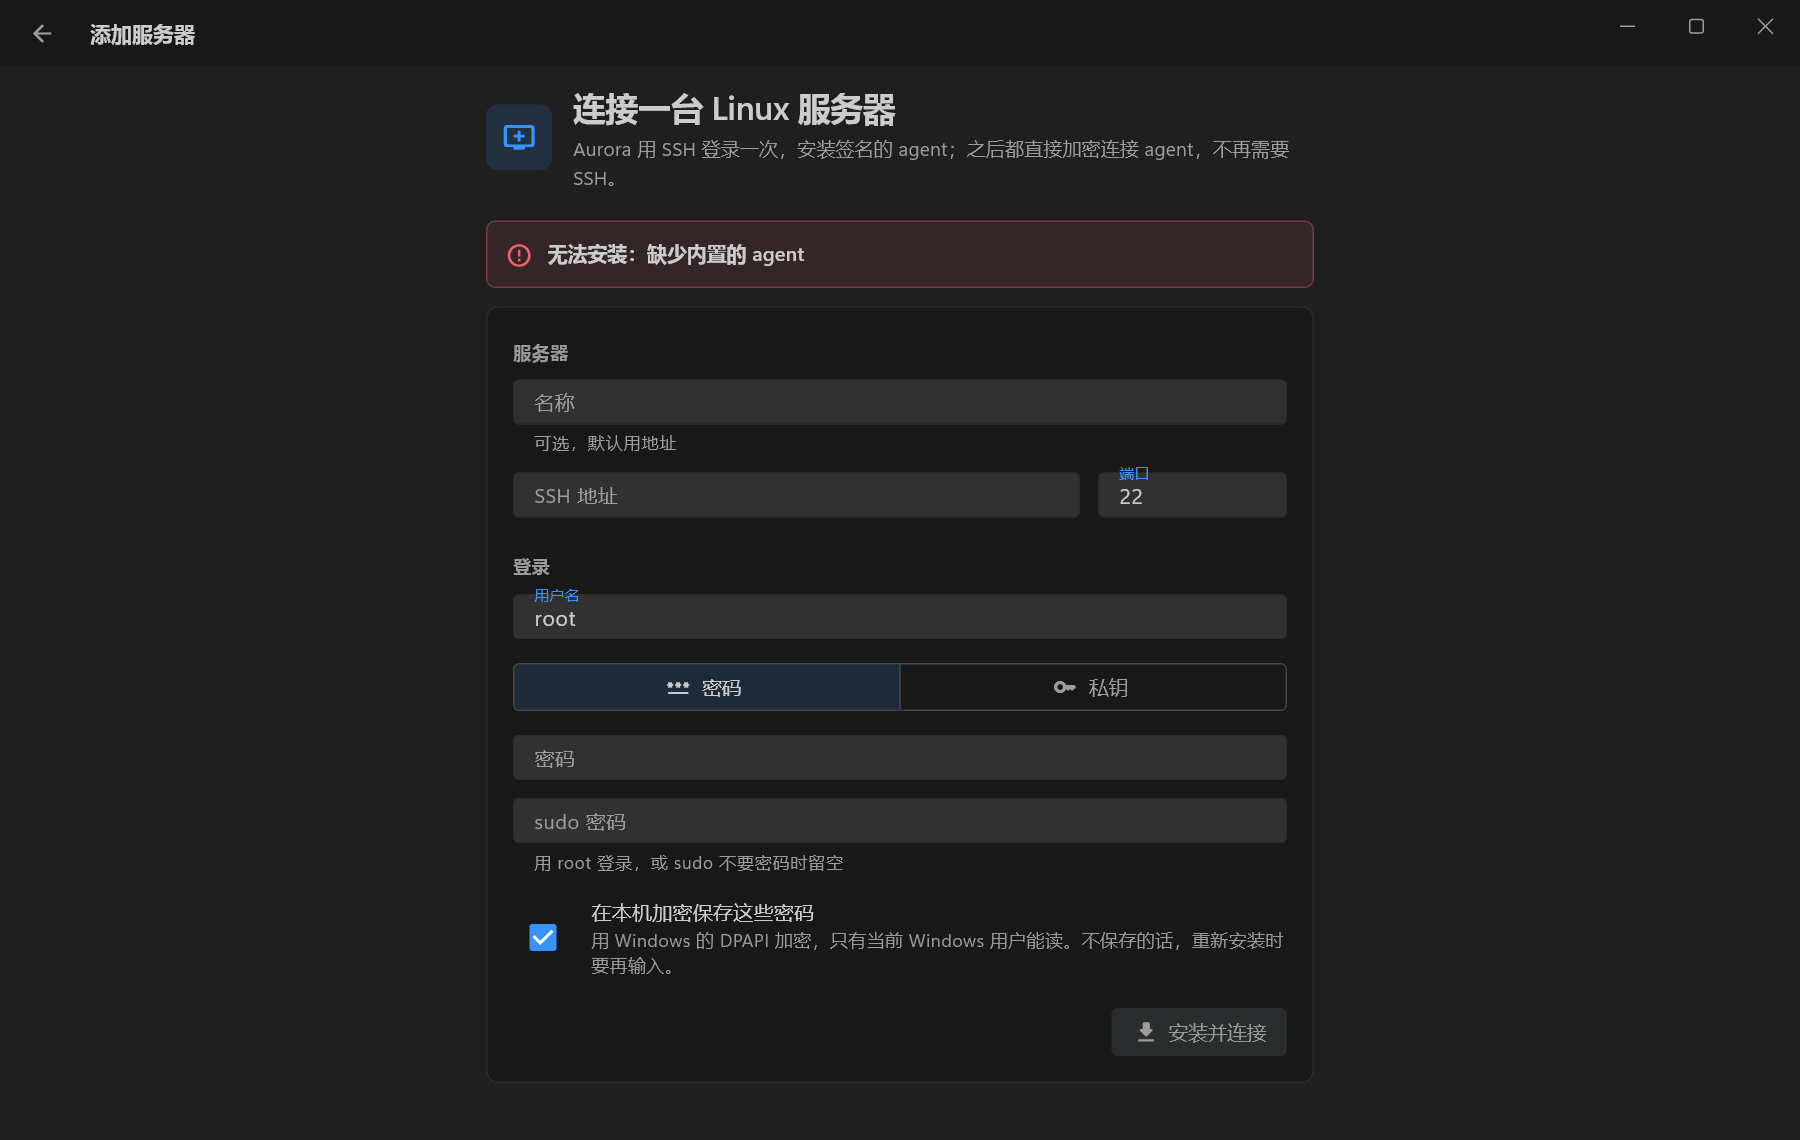 添加服务器
连接一台 Linux 服务器
Aurora 用 SSH 登录一次，安装签名的 agent；之后都直接加密连接 agent，不再需要
SSH。
无法安装：缺少内置的 agent
服务器
名称
可选，默认用地址
SSH 地址
端口
22
登录
用户名
root
密码
私钥
密码
sudo 密码
用 root 登录，或 sudo 不要密码时留空
在本机加密保存这些密码
用 Windows 的 DPAPI 加密，只有当前 Windows 用户能读。不保存的话，重新安装时
要再输入。
安装并连接